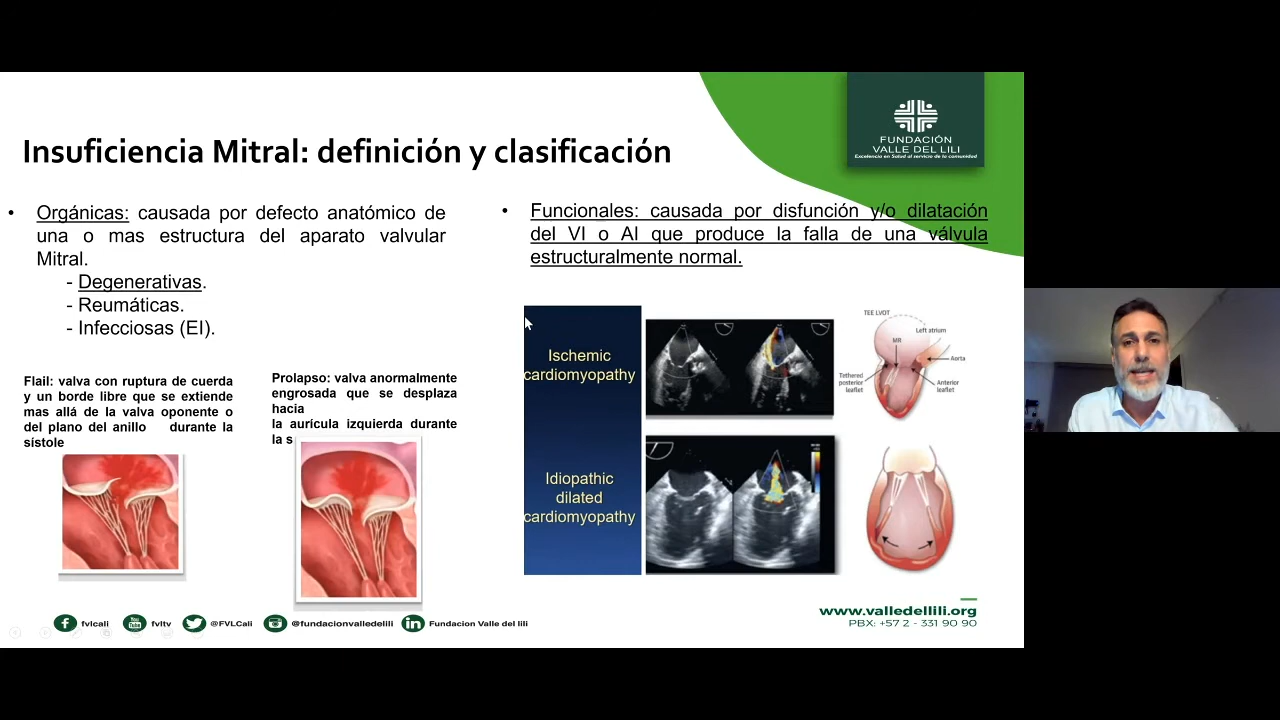 FUNDACIÓN
VALLE DEL LILI
Excelencia en Salud al servicio de la comunidad
Insuficiencia Mitral: definición y clasificación
• Orgánicas: causada por defecto anatómico de
una o mas estructura del aparato valvular
Mitral.
- Degenerativas.
- Reumáticas.
- Infecciosas (EI).
Flail: valva con ruptura de cuerda
y un borde libre que se extiende
mas allá de la valva oponente o
del plano del anillo durante la
sístole
Prolapso: valva anormalmente
engrosada que se desplaza
hacia
la aurícula izquierda durante
la s
• Funcionales: causada por disfunción y/o dilatación
del VI o AI que produce la falla de una válvula
estructuralmente normal.
Ischemic
cardiomyopathy
Idiopathic
dilated
cardiomyopathy
TEE LVOT
Left atrium
MR
Aorta
Tethered
posterior
leaflet
Anterior
leaflet
f fvlcali
You Tube fvltv
@FVLCali
@fundacionvalledellili
in Fundacion Valle del lili
www.valledellili.org
PBX: +57 2 - 331 90 90